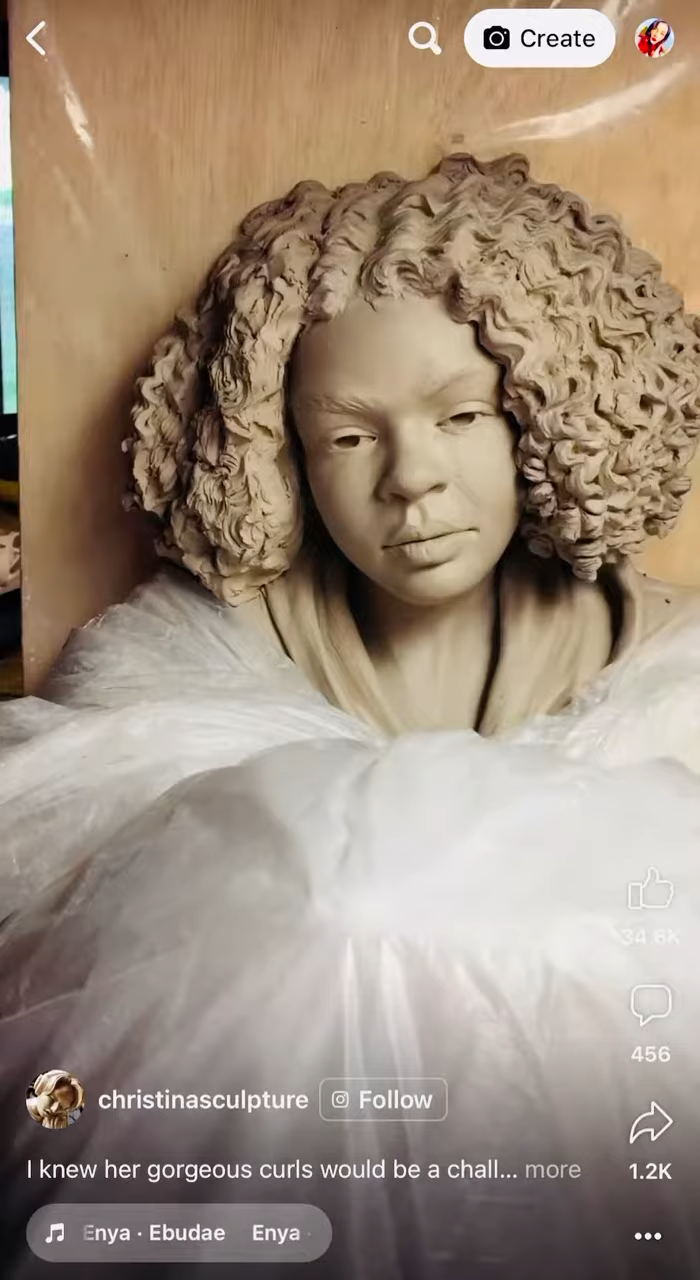 Create
34.6K
456
christinasculpture Follow
I knew her gorgeous curls would be a chall... more
1.2K
Enya · Ebudae Enya